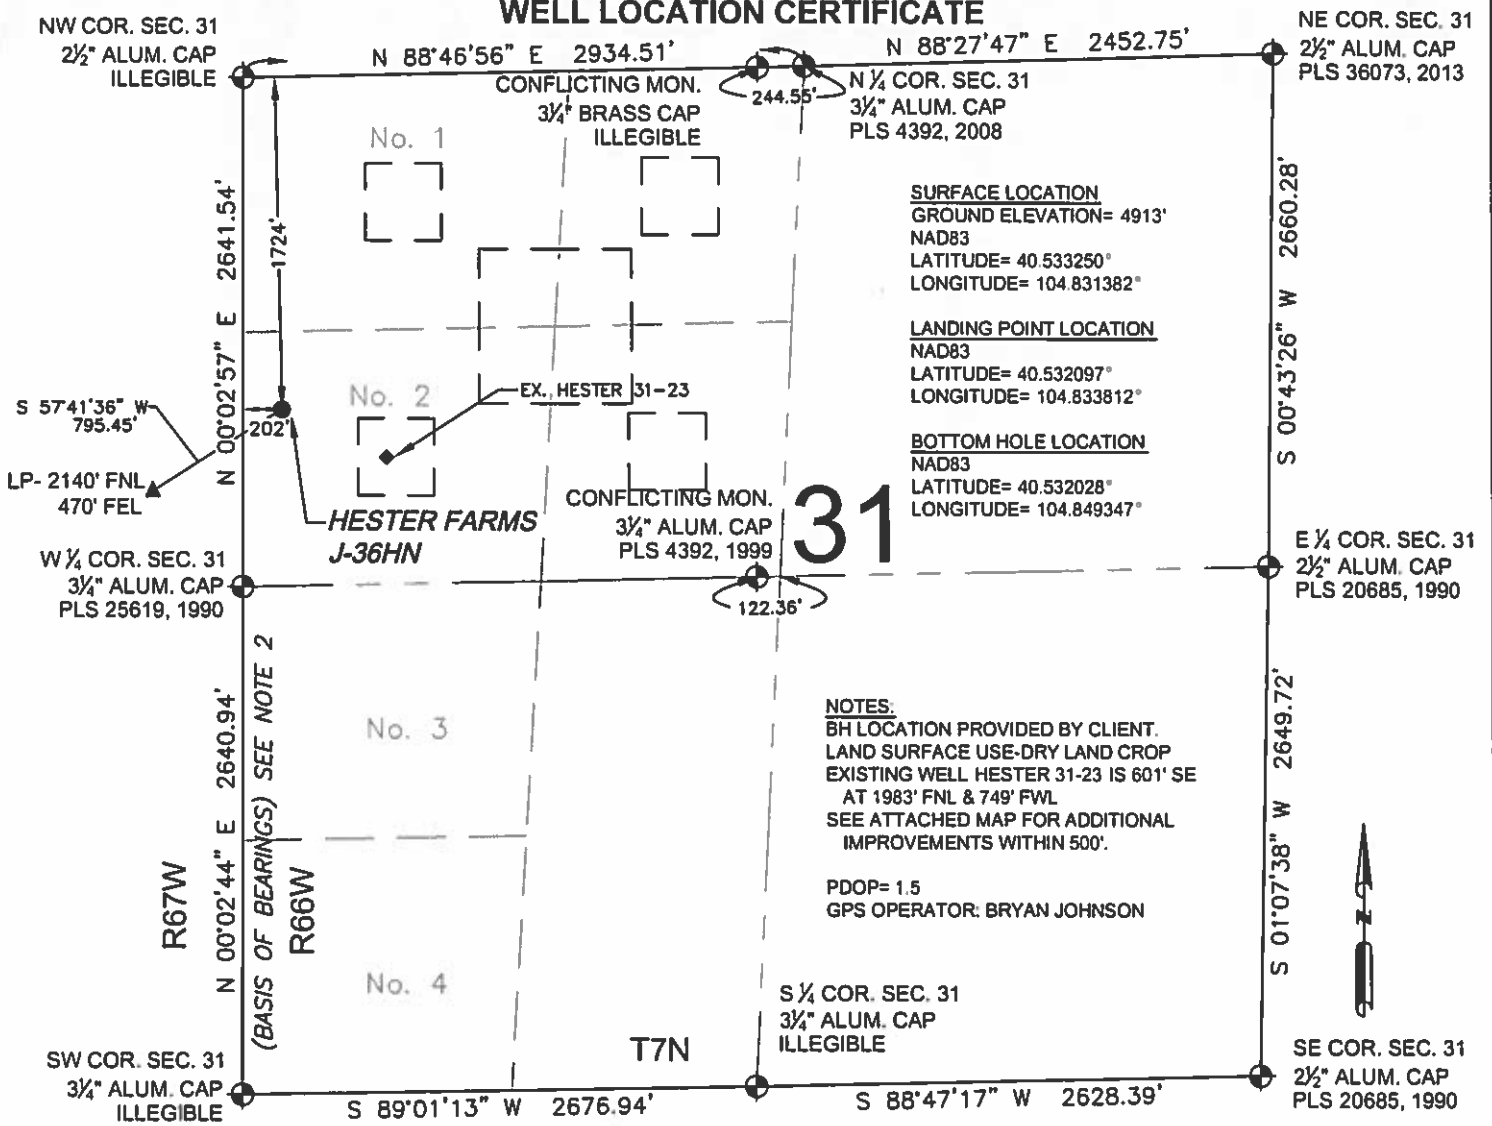 WELL LOCATION CERTIFICATE
NW COR. SEC. 31
2½" ALUM. CAP
ILLEGIBLE
N 88°46'56" E 2934.51'
N 88°27'47" E 2452.75'
NE COR. SEC. 31
2½" ALUM. CAP
PLS 36073, 2013
CONFLICTING MON.
3¼" BRASS CAP
ILLEGIBLE
244.55'
N ¼ COR. SEC. 31
3¼" ALUM. CAP
PLS 4392, 2008
No. 1
N 00°02'57" E 2641.54'
1724'
SURFACE LOCATION
GROUND ELEVATION= 4913'
NAD83
LATITUDE= 40.533250°
LONGITUDE= 104.831382°
LANDING POINT LOCATION
NAD83
LATITUDE= 40.532097°
LONGITUDE= 104.833812°
BOTTOM HOLE LOCATION
NAD83
LATITUDE= 40.532028°
LONGITUDE= 104.849347°
S 00°43'26" W 2660.28'
No. 2
EX., HESTER 31-23
S 57°41'36" W
795.45'
202'
LP- 2140' FNL
470' FEL
HESTER FARMS
J-36HN
CONFLICTING MON.
3¼" ALUM. CAP
PLS 4392, 1999
31
W ¼ COR. SEC. 31
3¼" ALUM. CAP
PLS 25619, 1990
122.36'
E ¼ COR. SEC. 31
2½" ALUM. CAP
PLS 20685, 1990
N 00°02'44" E 2640.94'
(BASIS OF BEARINGS) SEE NOTE 2
R67W
R66W
No. 3
No. 4
NOTES:
BH LOCATION PROVIDED BY CLIENT.
LAND SURFACE USE-DRY LAND CROP
EXISTING WELL HESTER 31-23 IS 601' SE
AT 1983' FNL & 749' FWL
SEE ATTACHED MAP FOR ADDITIONAL
IMPROVEMENTS WITHIN 500'.
PDOP= 1.5
GPS OPERATOR: BRYAN JOHNSON
S 01°07'38" W 2649.72'
N
SW COR. SEC. 31
3¼" ALUM. CAP
ILLEGIBLE
T7N
S ¼ COR. SEC. 31
3¼" ALUM. CAP
ILLEGIBLE
SE COR. SEC. 31
2½" ALUM. CAP
PLS 20685, 1990
S 89°01'13" W 2676.94'
S 88°47'17" W 2628.39'